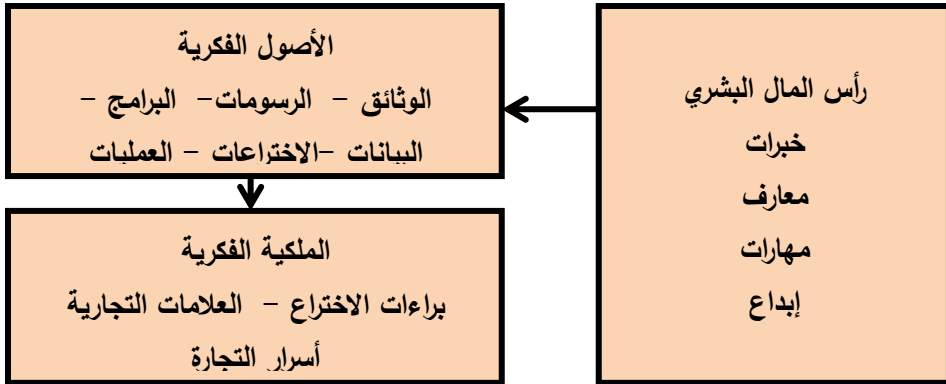 رأس المال البشري
خبرات
معارف
مهارات
إبداع
الأصول الفكرية
الوثائق – الرسومات– البرامج –
البيانات –الاختراعات – العمليات
الملكية الفكرية
براءات الاختراع – العلامات التجارية
أسرار التجارة